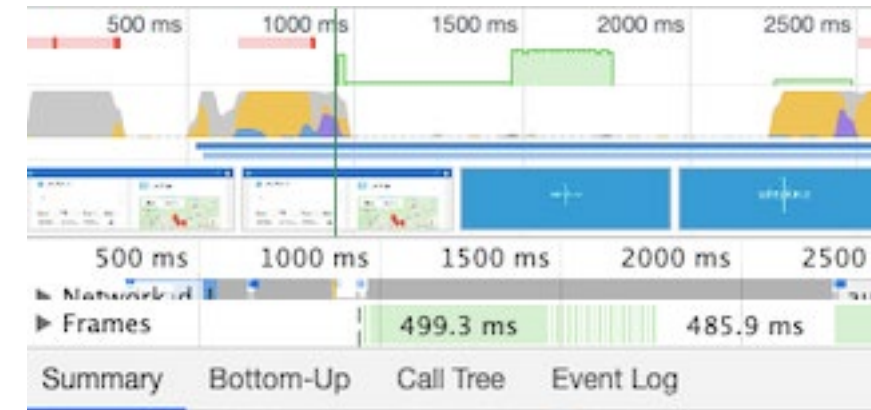 500 ms 1000 ms 1500 ms 2000 ms 2500 ms
500 ms 1000 ms 1500 ms 2000 ms 2500
Network
Frames 499.3 ms 485.9 ms
Summary Bottom-Up Call Tree Event Log